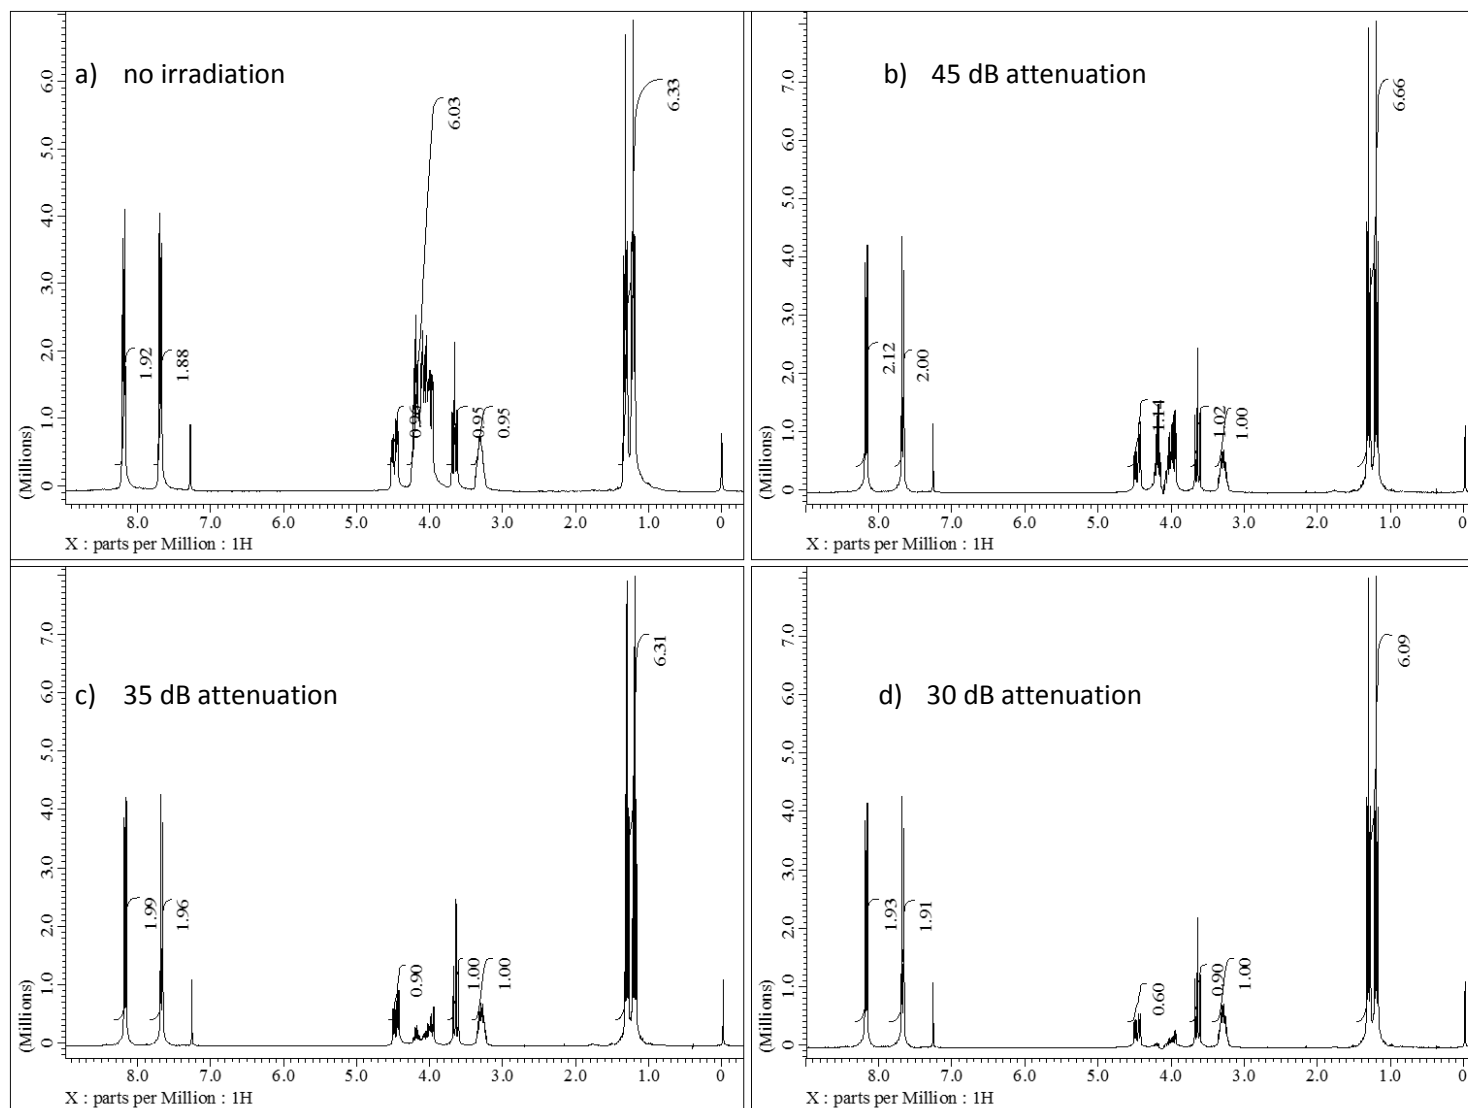 a) no irradiation
6.03
6.33
1.92
1.88
0.96
0.95
0.95
(Millions)
0 1.0 2.0 3.0 4.0 5.0 6.0
8.0 7.0 6.0 5.0 4.0 3.0 2.0 1.0 0
X : parts per Million : 1H
b) 45 dB attenuation
6.66
2.12
2.00
1.11
1.02
1.00
(Millions)
0 1.0 2.0 3.0 4.0 5.0 6.0 7.0
8.0 7.0 6.0 5.0 4.0 3.0 2.0 1.0 0
X : parts per Million : 1H
c) 35 dB attenuation
6.31
1.99
1.96
0.90
1.00
1.00
(Millions)
0 1.0 2.0 3.0 4.0 5.0 6.0 7.0
8.0 7.0 6.0 5.0 4.0 3.0 2.0 1.0 0
X : parts per Million : 1H
d) 30 dB attenuation
6.09
1.93
1.91
0.60
0.90
1.00
(Millions)
0 1.0 2.0 3.0 4.0 5.0 6.0 7.0
8.0 7.0 6.0 5.0 4.0 3.0 2.0 1.0 0
X : parts per Million : 1H